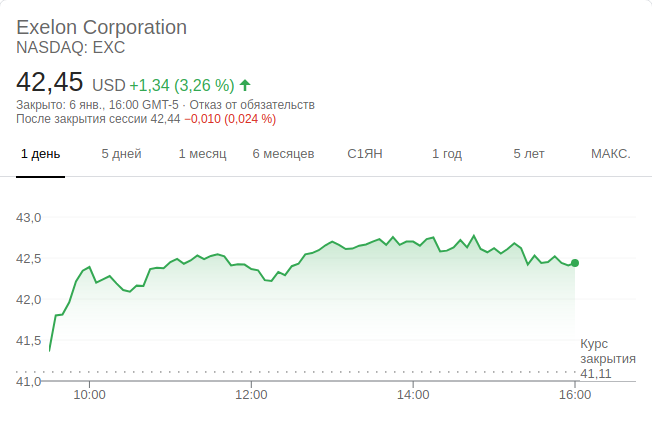 Exelon Corporation
NASDAQ: EXC
42,45 USD +1,34 (3,26 %)
Закрыто: 6 янв., 16:00 GMT-5 · Отказ от обязательств
После закрытия сессии 42,44 −0,010 (0,024 %)
1 день 5 дней 1 месяц 6 месяцев С1ЯН 1 год 5 лет МАКС.
43,0
42,5
42,0
41,5
41,0
Курс
закрытия
41,11
10:00 12:00 14:00 16:00